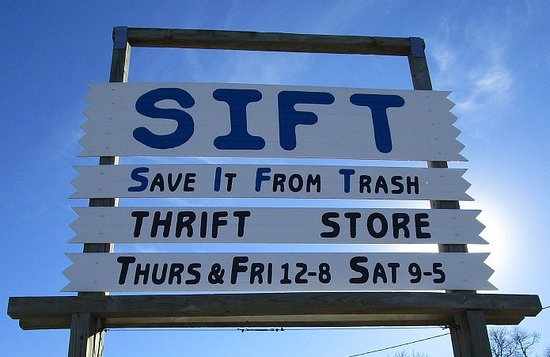 SIFT
SAVE IT FROM TRASH
THRIFT STORE
THURS & FRI 12-8 SAT 9-5